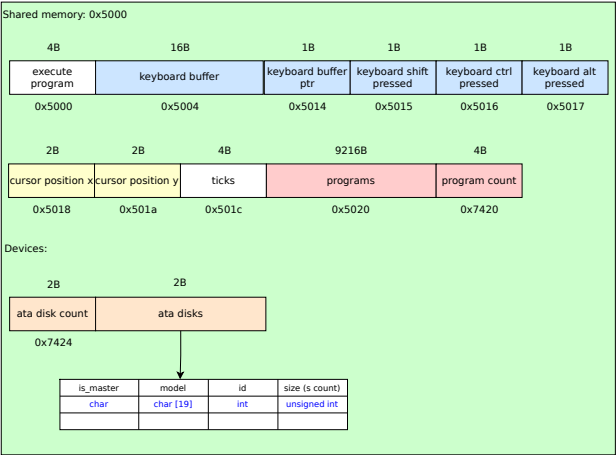 Shared memory: 0x5000
4B 16B 1B 1B 1B 1B
execute program keyboard buffer keyboard buffer ptr keyboard shift pressed keyboard ctrl pressed keyboard alt pressed
0x5000 0x5004 0x5014 0x5015 0x5016 0x5017
2B 2B 4B 9216B 4B
cursor position x cursor position y ticks programs program count
0x5018 0x501a 0x501c 0x5020 0x7420
Devices:
2B 2B
ata disk count ata disks
0x7424
is_master model id size (s count)
char char [19] int unsigned int